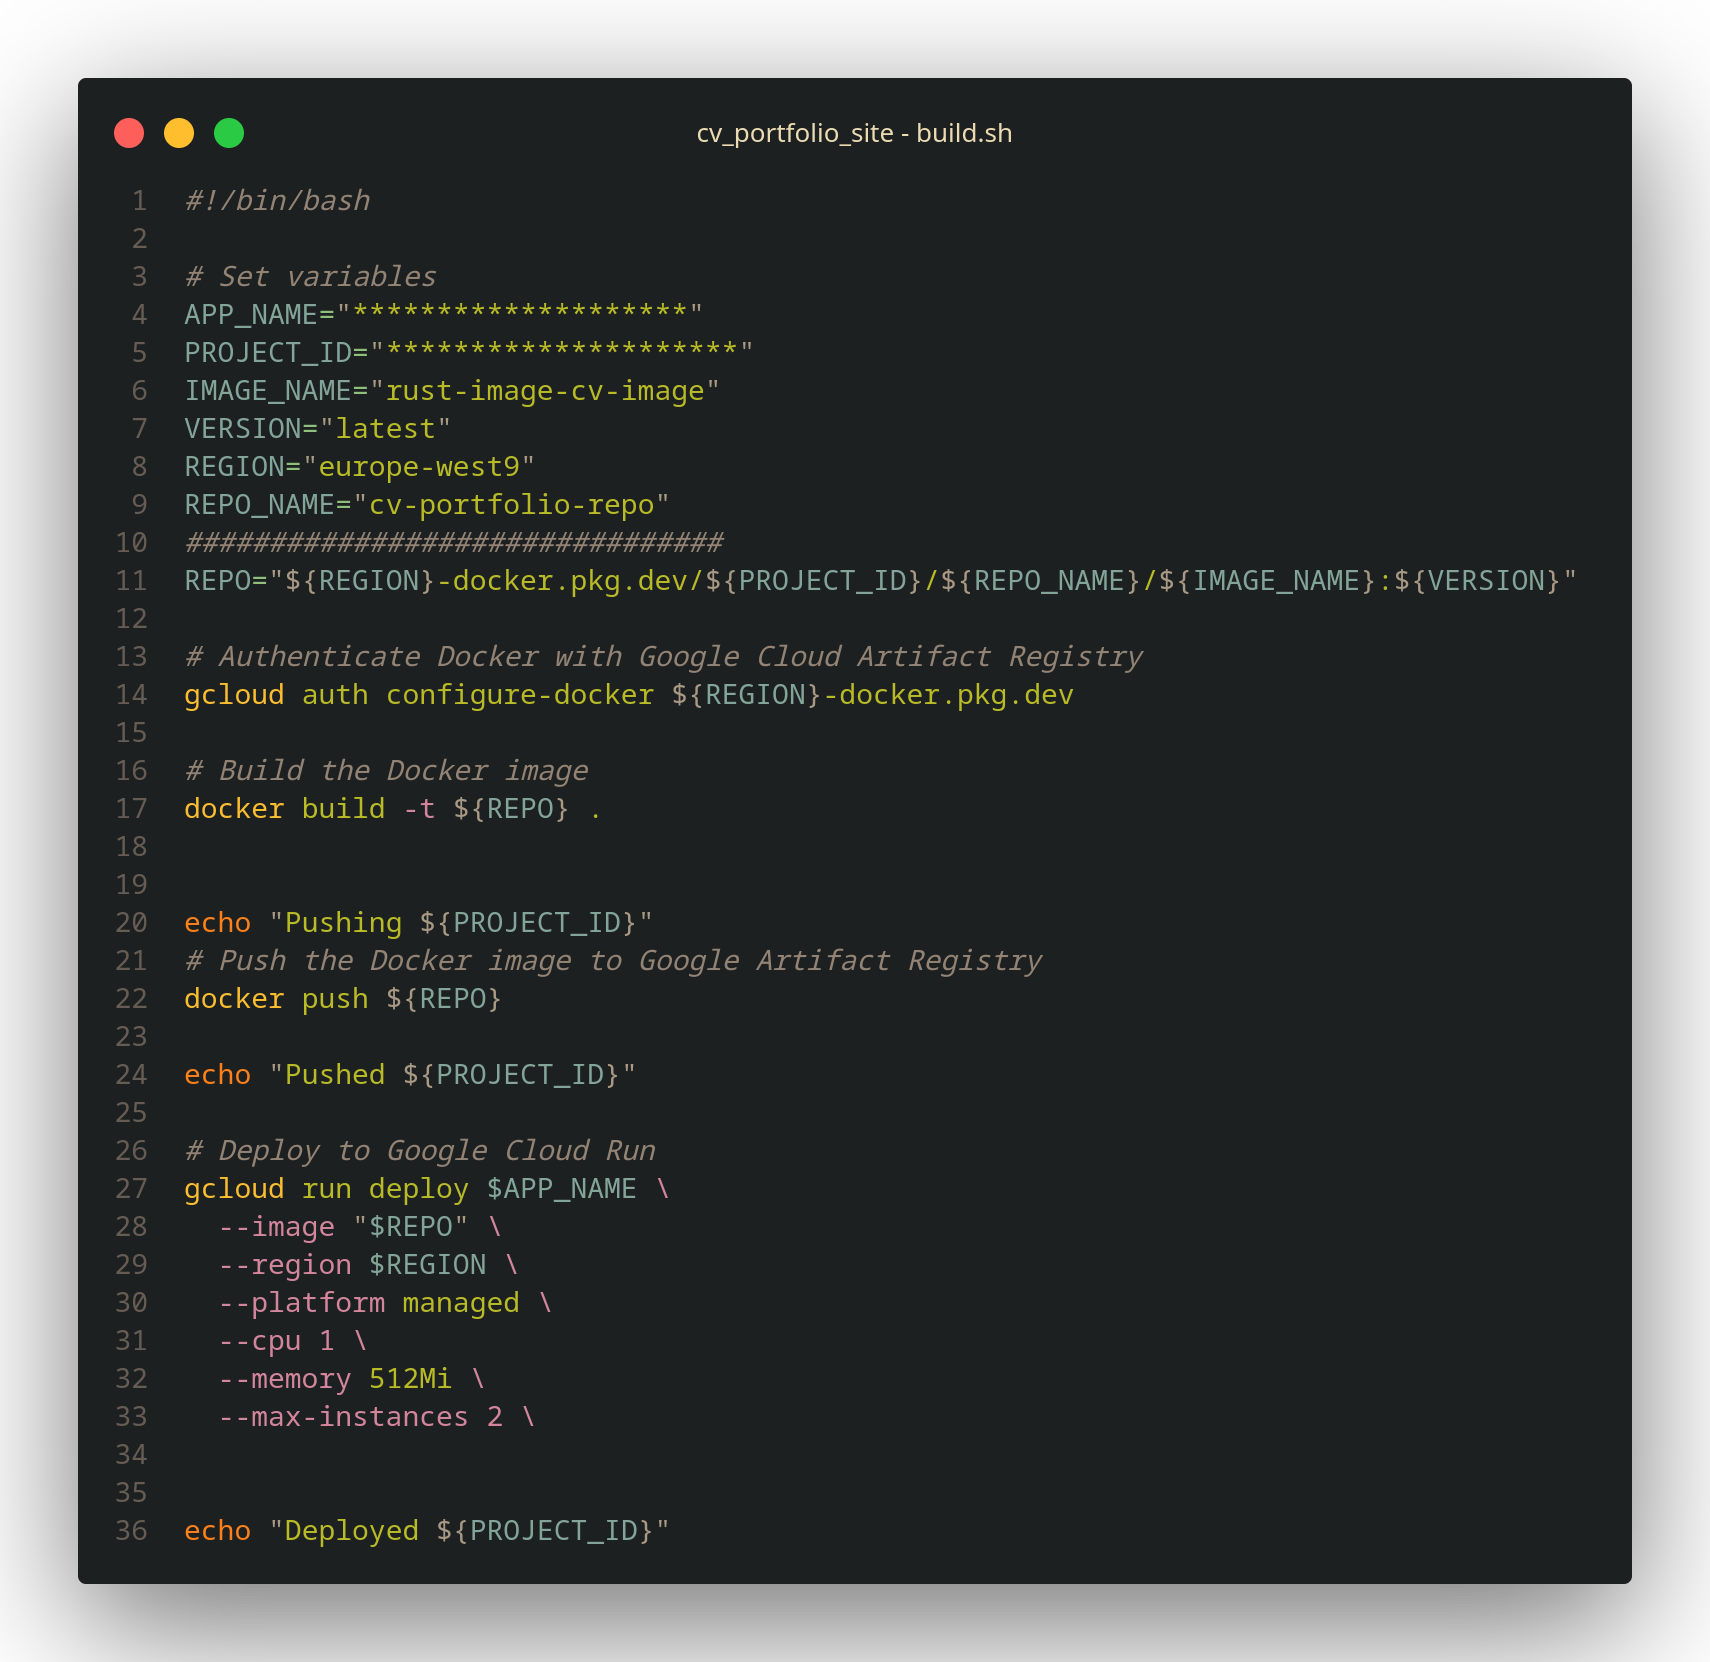 cv_portfolio_site - build.sh
1 #!/bin/bash
2
3 # Set variables
4 APP_NAME="********************"
5 PROJECT_ID="*********************"
6 IMAGE_NAME="rust-image-cv-image"
7 VERSION="latest"
8 REGION="europe-west9"
9 REPO_NAME="cv-portfolio-repo"
10 ################################
11 REPO="${REGION}-docker.pkg.dev/${PROJECT_ID}/${REPO_NAME}/${IMAGE_NAME}:${VERSION}"
12
13 # Authenticate Docker with Google Cloud Artifact Registry
14 gcloud auth configure-docker ${REGION}-docker.pkg.dev
15
16 # Build the Docker image
17 docker build -t ${REPO} .
18
19
20 echo "Pushing ${PROJECT_ID}"
21 # Push the Docker image to Google Artifact Registry
22 docker push ${REPO}
23
24 echo "Pushed ${PROJECT_ID}"
25
26 # Deploy to Google Cloud Run
27 gcloud run deploy $APP_NAME \
28   --image "$REPO" \
29   --region $REGION \
30   --platform managed \
31   --cpu 1 \
32   --memory 512Mi \
33   --max-instances 2 \
34
35
36 echo "Deployed ${PROJECT_ID}"